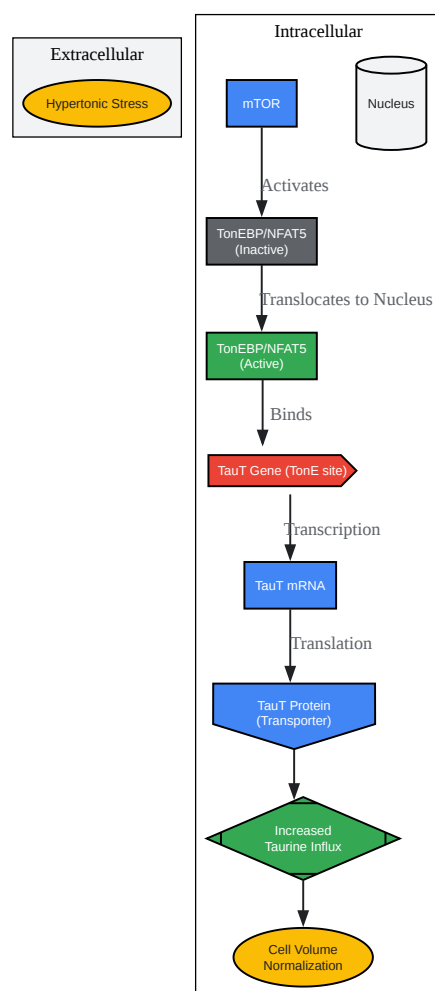 Extracellular
Hypertonic Stress
Intracellular
mTOR
Nucleus
Activates
TonEBP/NFAT5
(Inactive)
Translocates to Nucleus
TonEBP/NFAT5
(Active)
Binds
TauT Gene (TonE site)
Transcription
TauT mRNA
Translation
TauT Protein
(Transporter)
Increased
Taurine Influx
Cell Volume
Normalization